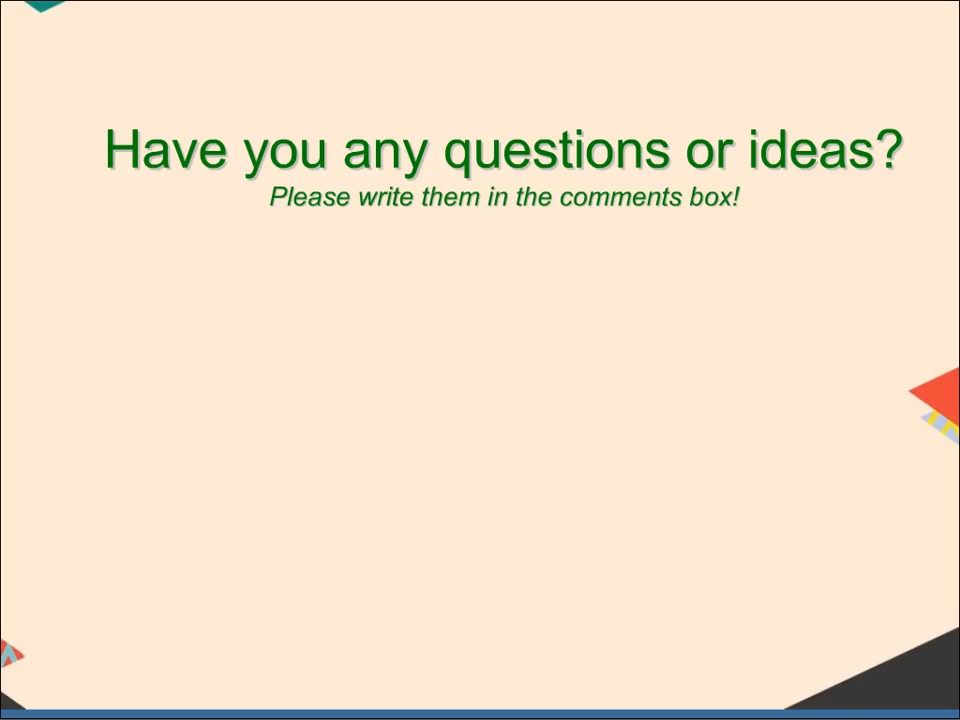 Have you any questions or ideas?
Please write them in the comments box!